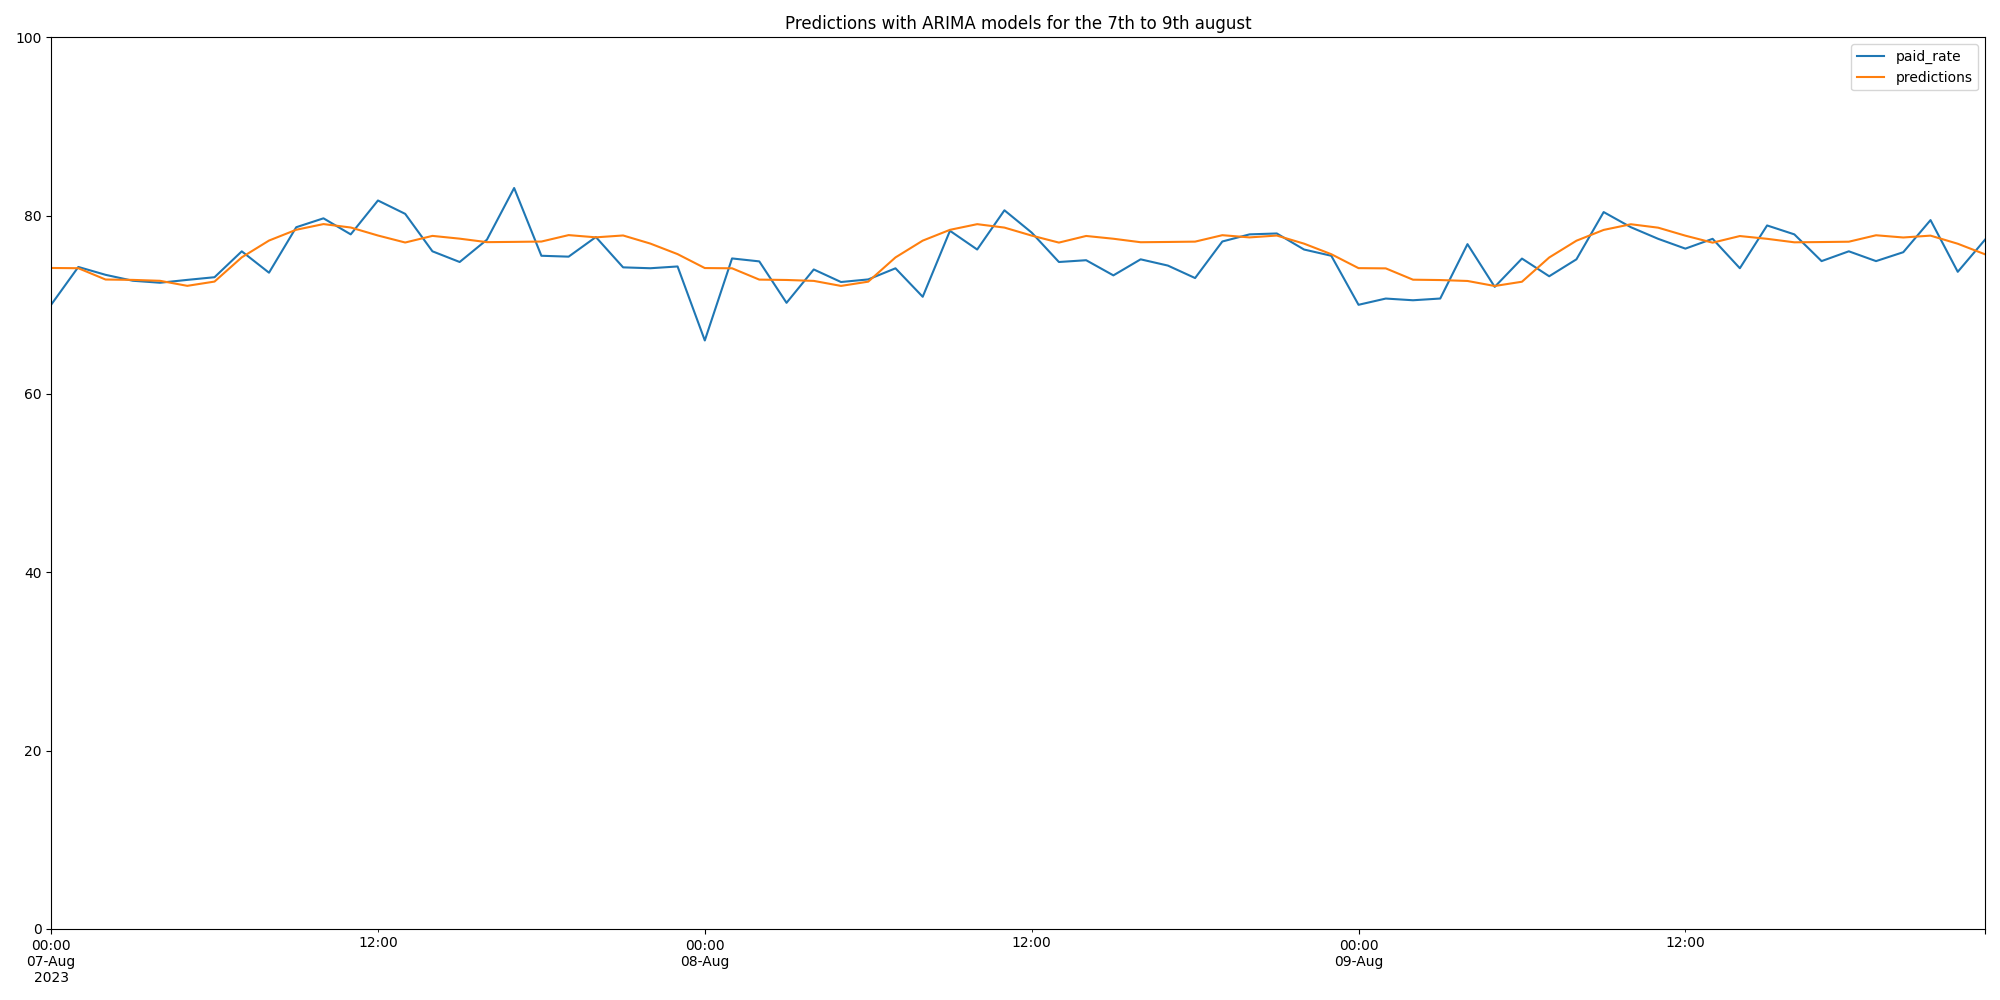 Predictions with ARIMA models for the 7th to 9th august
paid_rate
predictions
100
80
60
40
20
0
00:00
07-Aug
2023
12:00
00:00
08-Aug
12:00
00:00
09-Aug
12:00